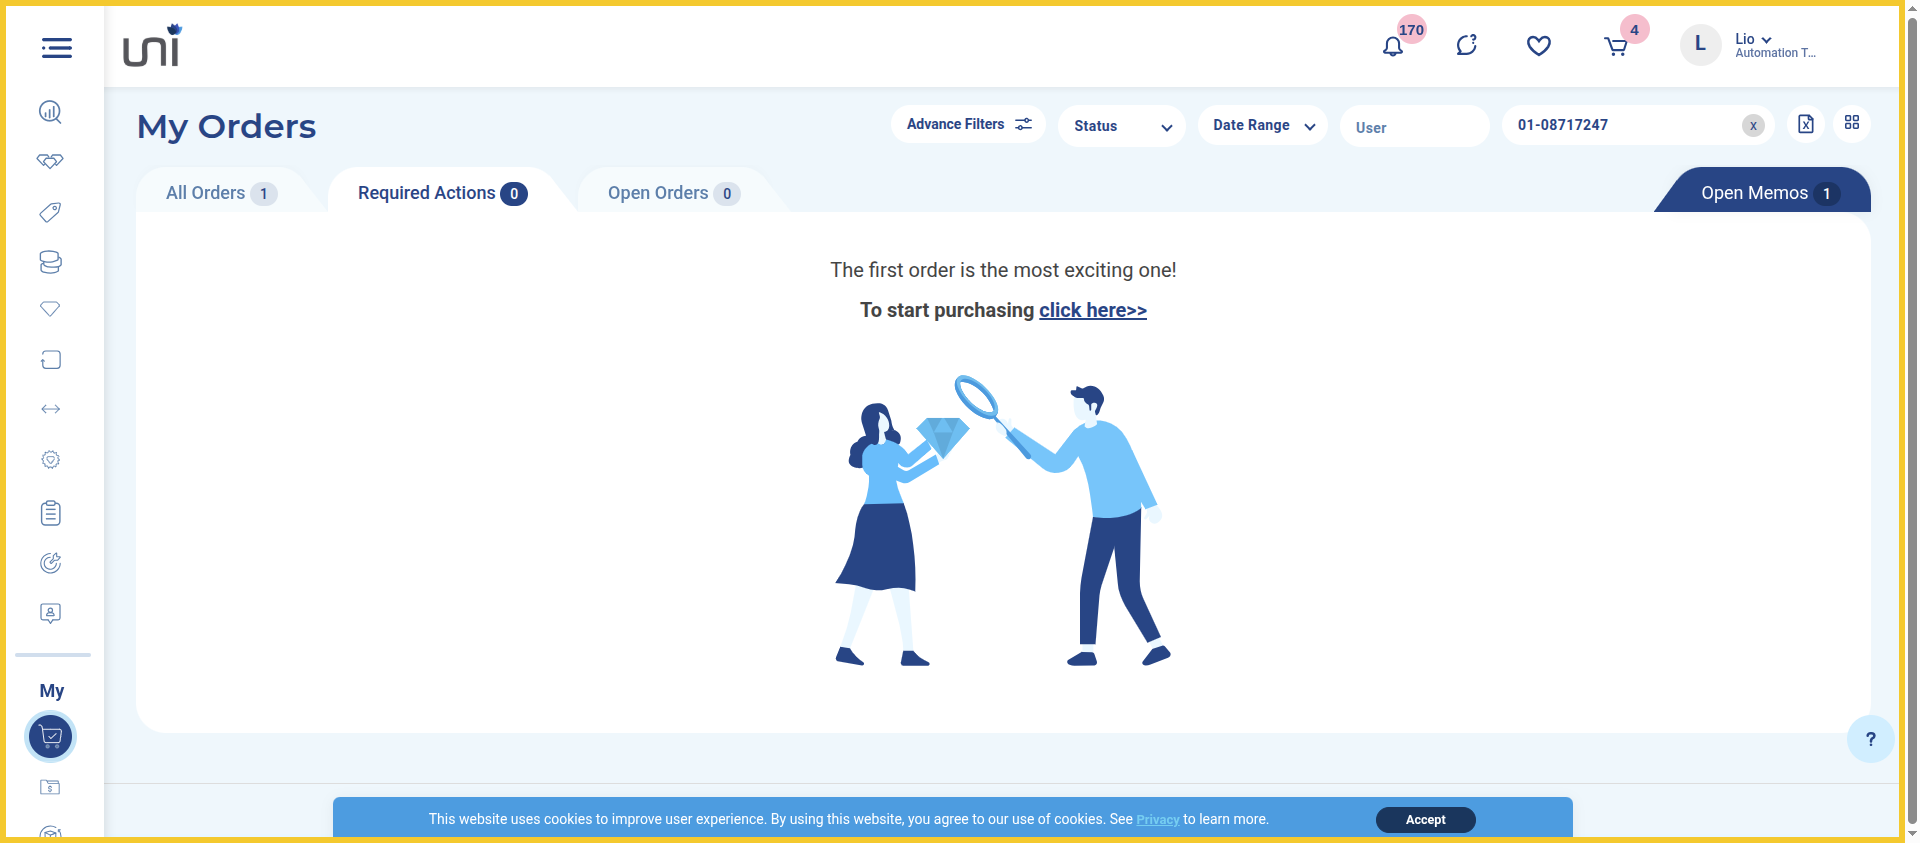 uni
170
4
L
Lio
Automation T...
My Orders
Advance Filters
Status
Date Range
User
01-08717247
x
All Orders 1
Required Actions 0
Open Orders 0
Open Memos 1
The first order is the most exciting one!
To start purchasing click here>>
My
?
This website uses cookies to improve user experience. By using this website, you agree to our use of cookies. See Privacy to learn more.
Accept